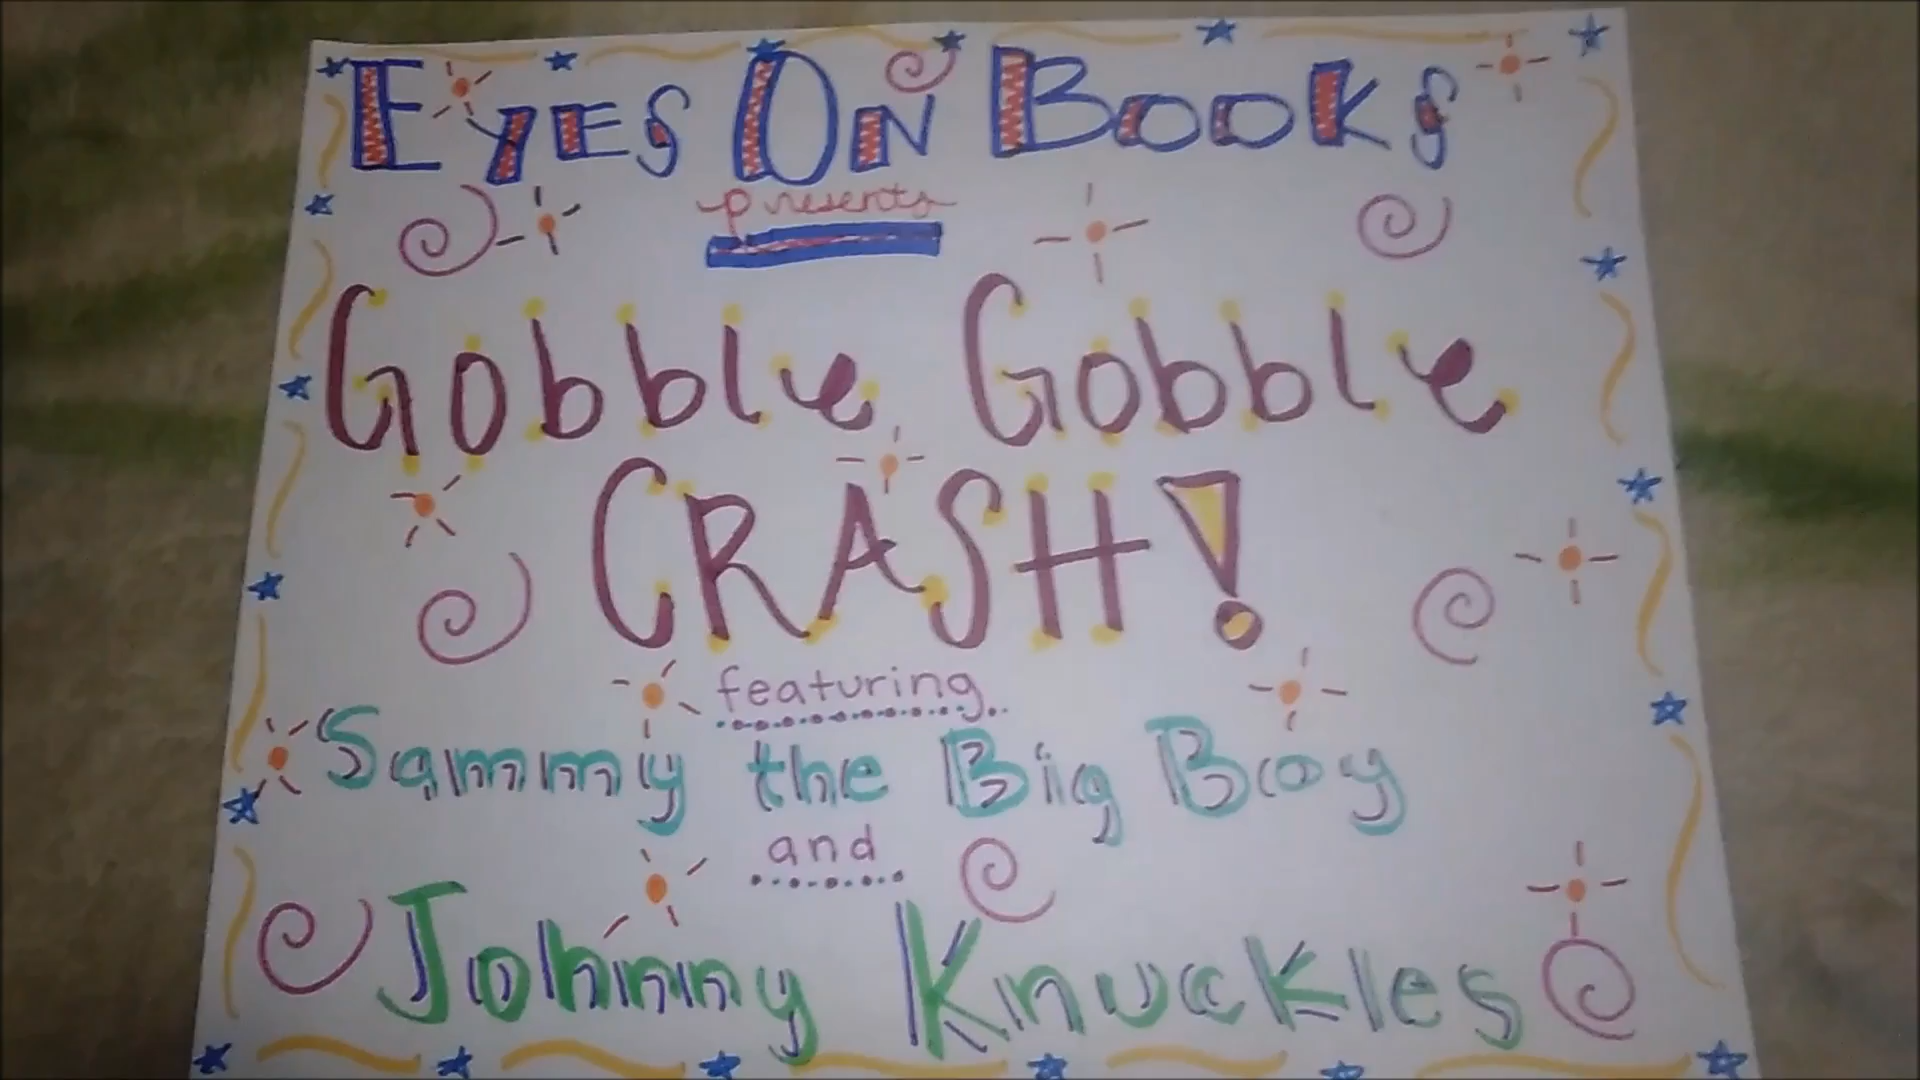 EYES ON BOOKS
presents
Gobble Gobble
CRASH!
featuring
Sammy the Big Boy
and
Johnny Knuckles